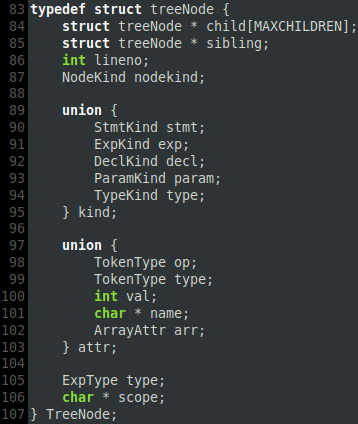 83 typedef struct treeNode {
84     struct treeNode * child[MAXCHILDREN];
85     struct treeNode * sibling;
86     int lineno;
87     NodeKind nodekind;
88
89     union {
90         StmtKind stmt;
91         ExpKind exp;
92         DeclKind decl;
93         ParamKind param;
94         TypeKind type;
95     } kind;
96
97     union {
98         TokenType op;
99         TokenType type;
100         int val;
101         char * name;
102         ArrayAttr arr;
103     } attr;
104
105     ExpType type;
106     char * scope;
107 } TreeNode;